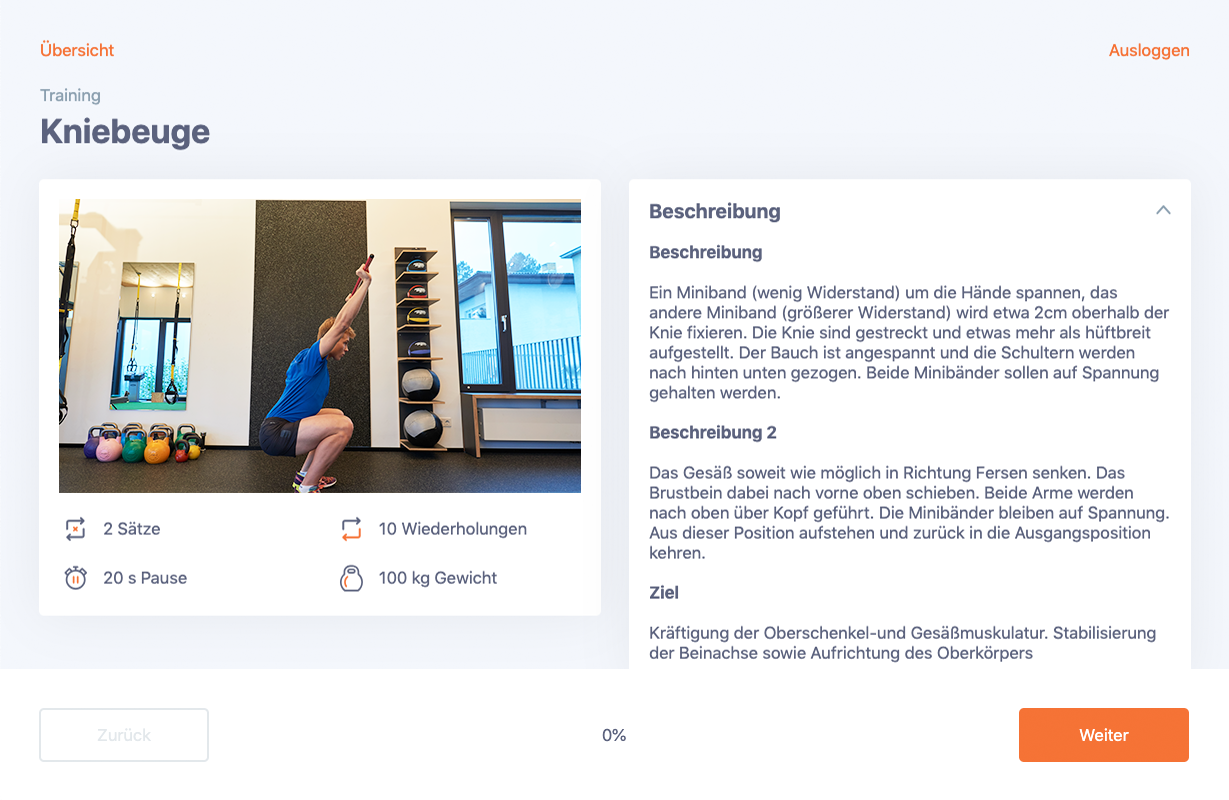 Übersicht
Ausloggen
Training
Kniebeuge
2 Sätze
10 Wiederholungen
20 s Pause
100 kg Gewicht
Beschreibung
Beschreibung
Ein Miniband (wenig Widerstand) um die Hände spannen, das
andere Miniband (größerer Widerstand) wird etwa 2cm oberhalb der
Knie fixieren. Die Knie sind gestreckt und etwas mehr als hüftbreit
aufgestellt. Der Bauch ist angespannt und die Schultern werden
nach hinten unten gezogen. Beide Minibänder sollen auf Spannung
gehalten werden.
Beschreibung 2
Das Gesäß soweit wie möglich in Richtung Fersen senken. Das
Brustbein dabei nach vorne oben schieben. Beide Arme werden
nach oben über Kopf geführt. Die Minibänder bleiben auf Spannung.
Aus dieser Position aufstehen und zurück in die Ausgangsposition
kehren.
Ziel
Kräftigung der Oberschenkel-und Gesäßmuskulatur. Stabilisierung
der Beinachse sowie Aufrichtung des Oberkörpers
Zurück
0%
Weiter